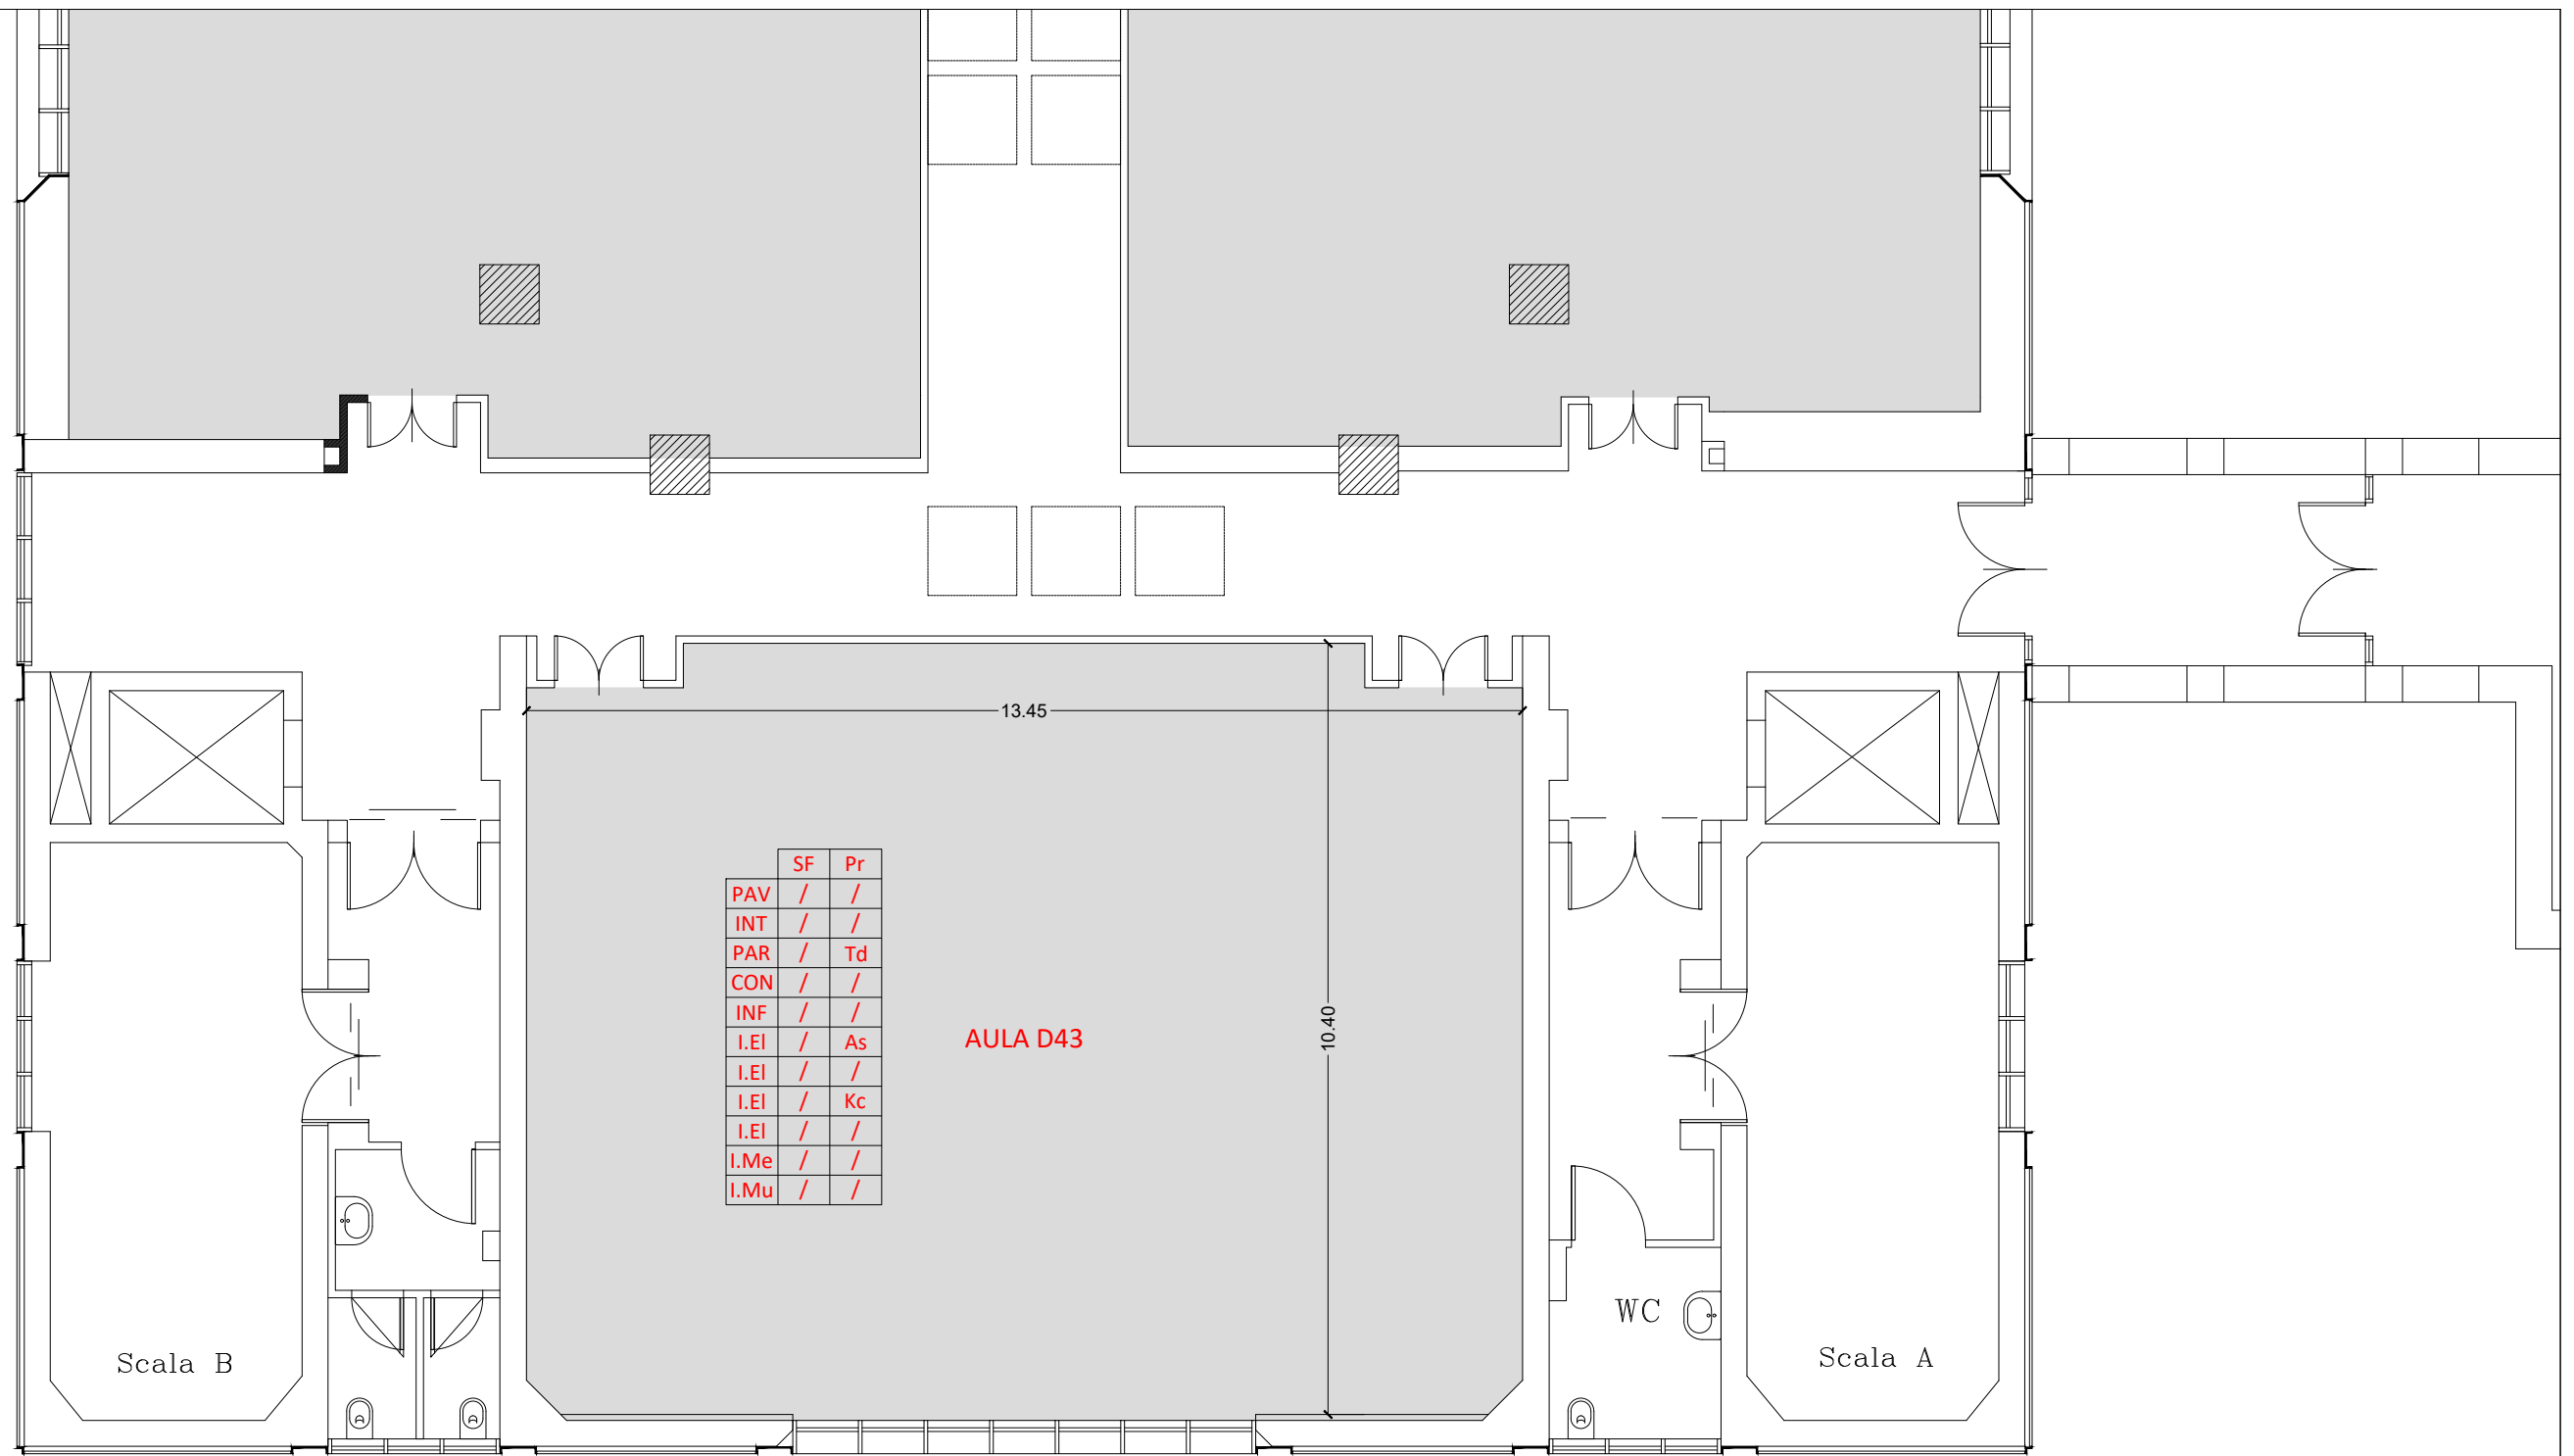 13.45
SF Pr
PAV / /
INT / /
PAR / Td
CON / /
INF / /
I.El / As
I.El / /
I.El / Kc
I.El / /
I.Me / /
I.Mu / /
AULA D43
10.40
WC
Scala B
Scala A